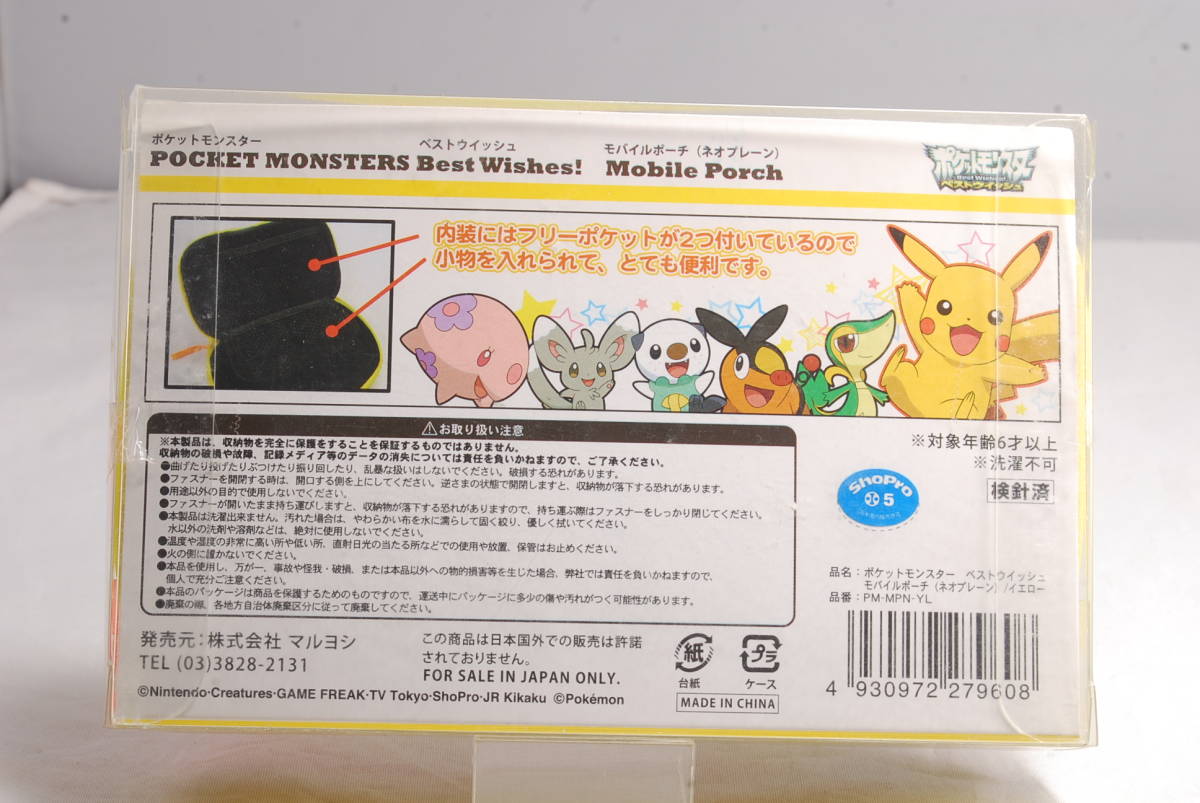 ポケットモンスター ベストウイッシュ モバイルポーチ（ネオプレーン）
POCKET MONSTERS Best Wishes! Mobile Porch
ポケットモンスター
Best Wishes!
ベストウイッシュ
内装にはフリーポケットが2つ付いているので
小物を入れられて、とても便利です。
⚠お取り扱い注意
※本製品は、収納物を完全に保護をすることを保証するものではありません。
収納物の破損や故障、記録メディア等のデータの消失については責任を負いかねますので、ご了承ください。
●曲げたり投げたりぶつけたり振り回したり、乱暴な扱いはしないでください。破損する恐れがあります。
●ファスナーを開閉する時は、開口する側を上にしてください。逆さまの状態で開閉しますと、収納物が落下する恐れがあります。
●用途以外の目的で使用しないでください。
●ファスナーが開いたまま持ち運びしますと、収納物が落下する恐れがありますので、持ち運ぶ際はファスナーをしっかり閉じてください。
●本製品は洗濯出来ません。汚れた場合は、やわらかい布を水に濡らして固く絞り、優しく拭いてください。
水以外の洗剤や溶剤などは、絶対に使用しないでください。
●温度や湿度の非常に高い所や低い所、直射日光の当たる所などでの使用や放置、保管はお止めください。
●火の側に置かないでください。
●本品を使用し、万が一、事故や怪我・破損、または本品以外への物的損害等を生じた場合、弊社では責任を負いかねますので、
個人で充分ご注意ください。
●本品のパッケージは商品を保護するためのものですので、運送中にパッケージに多少の傷や汚れがつく可能性があります。
●廃棄の際、各地方自治体廃棄区分に従って廃棄してください。
※対象年齢6才以上
※洗濯不可
検針済
ShoPro
小 5
品名：ポケットモンスター ベストウイッシュ
モバイルポーチ（ネオプレーン）/イエロー
品番：PM-MPN-YL
4 930972 279608
発売元：株式会社 マルヨシ
TEL (03)3828-2131
この商品は日本国外での販売は許諾
されておりません。
FOR SALE IN JAPAN ONLY.
紙
台紙
プラ
ケース
MADE IN CHINA
©Nintendo･Creatures･GAME FREAK･TV Tokyo･ShoPro･JR Kikaku ©Pokémon